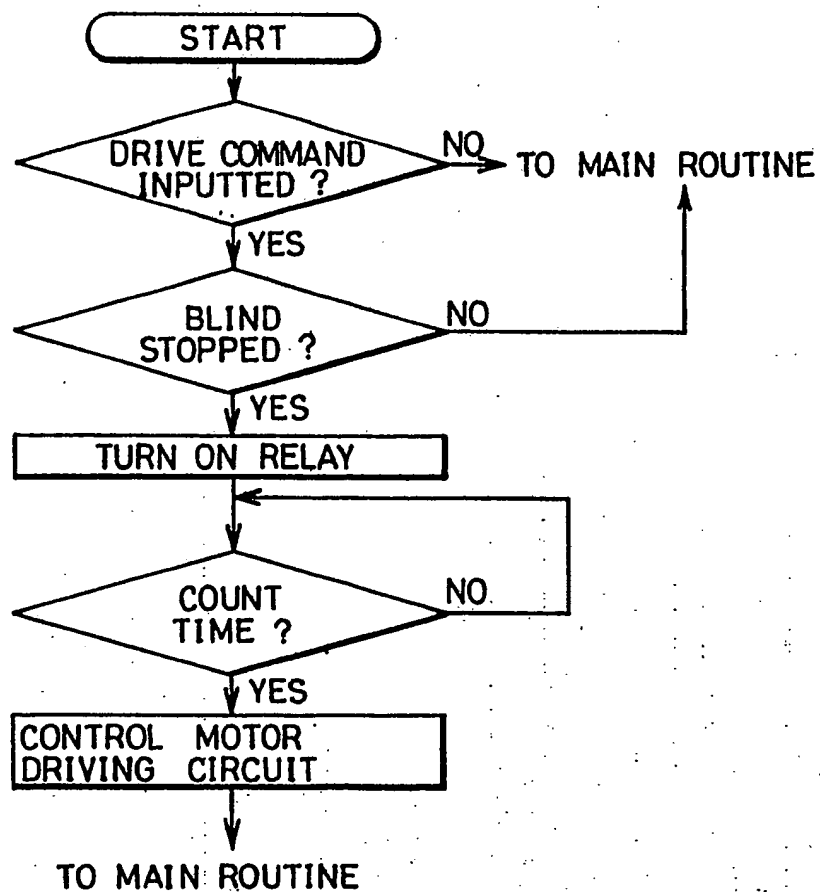 START
DRIVE COMMAND
INPUTTED ?
NO
TO MAIN ROUTINE
YES
BLIND
STOPPED ?
NO
YES
TURN ON RELAY
COUNT
TIME ?
NO
YES
CONTROL MOTOR
DRIVING CIRCUIT
TO MAIN ROUTINE